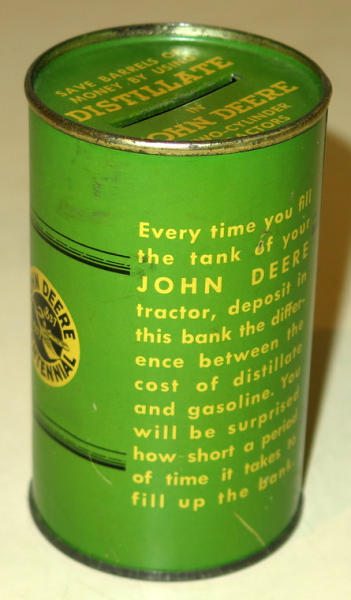 SAVE BARRELS OF
MONEY BY USING
DISTILLATE
IN
JOHN DEERE
TWO-CYLINDER
TRACTORS
Every time you fill
the tank of your
JOHN DEERE
tractor, deposit in
this bank the differ-
ence between the
cost of distillate
and gasoline. You
will be surprised
how short a period
of time it takes to
fill up the bank.
JOHN DEERE
1837
CENTENNIAL